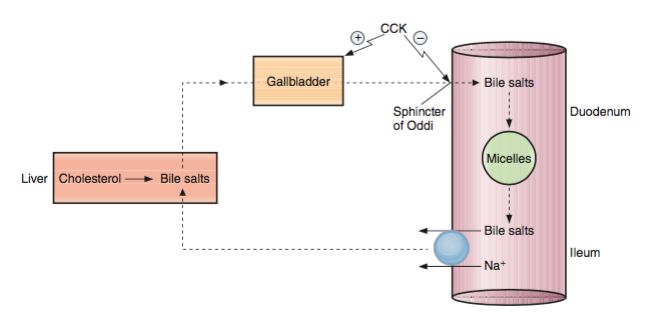 CCK
+
−
Gallbladder
Bile salts
Sphincter
of Oddi
Duodenum
Micelles
Liver
Cholesterol
Bile salts
Bile salts
Ileum
Na⁺